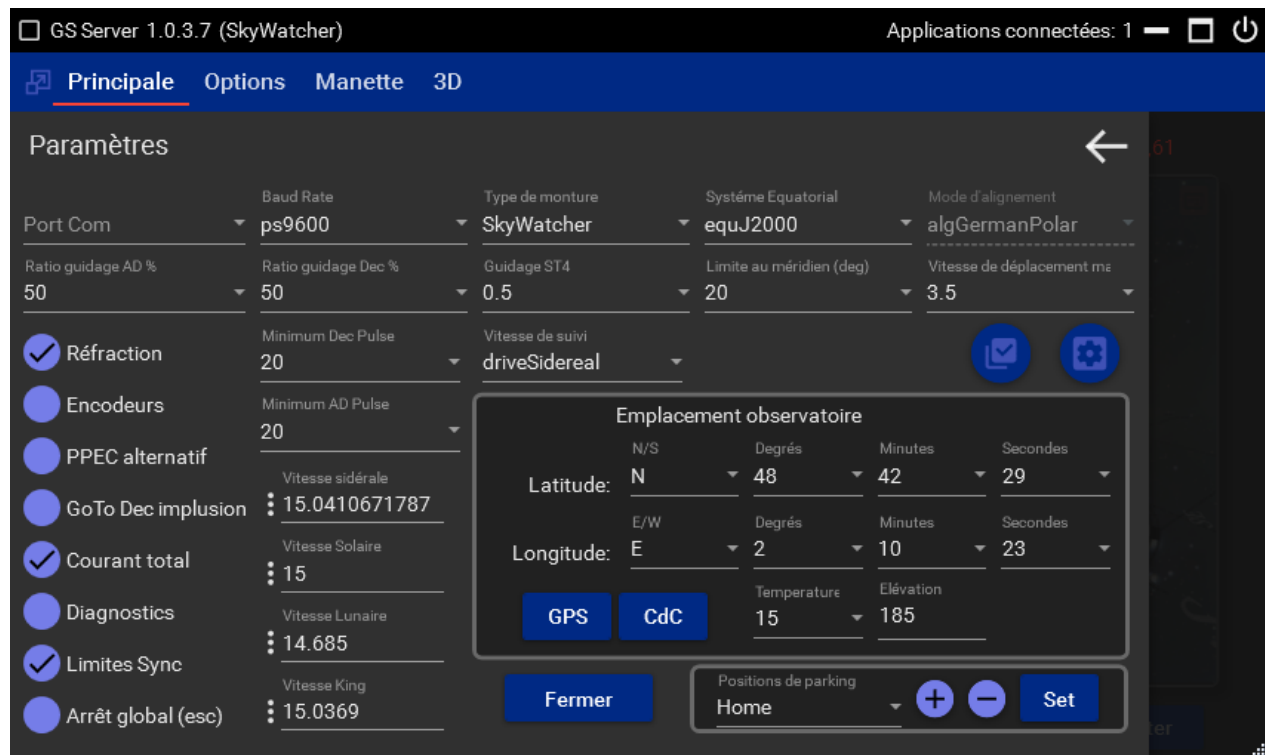 GS Server 1.0.3.7 (SkyWatcher) Applications connectées: 1
Principale Options Manette 3D
Paramètres
61
Port Com
Baud Rate
ps9600
Type de monture
SkyWatcher
Systéme Equatorial
equJ2000
Mode d'alignement
algGermanPolar
Ratio guidage AD %
50
Ratio guidage Dec %
50
Guidage ST4
0.5
Limite au méridien (deg)
20
Vitesse de déplacement ma
3.5
Réfraction
Encodeurs
PPEC alternatif
GoTo Dec implusion
Courant total
Diagnostics
Limites Sync
Arrêt global (esc)
Minimum Dec Pulse
20
Minimum AD Pulse
20
Vitesse sidérale
15.0410671787
Vitesse Solaire
15
Vitesse Lunaire
14.685
Vitesse King
15.0369
Vitesse de suivi
driveSidereal
Emplacement observatoire
N/S Degrés Minutes Secondes
Latitude: N 48 42 29
E/W Degrés Minutes Secondes
Longitude: E 2 10 23
Temperature Elévation
GPS CdC 15 185
Fermer
Positions de parking
Home
Set
ter